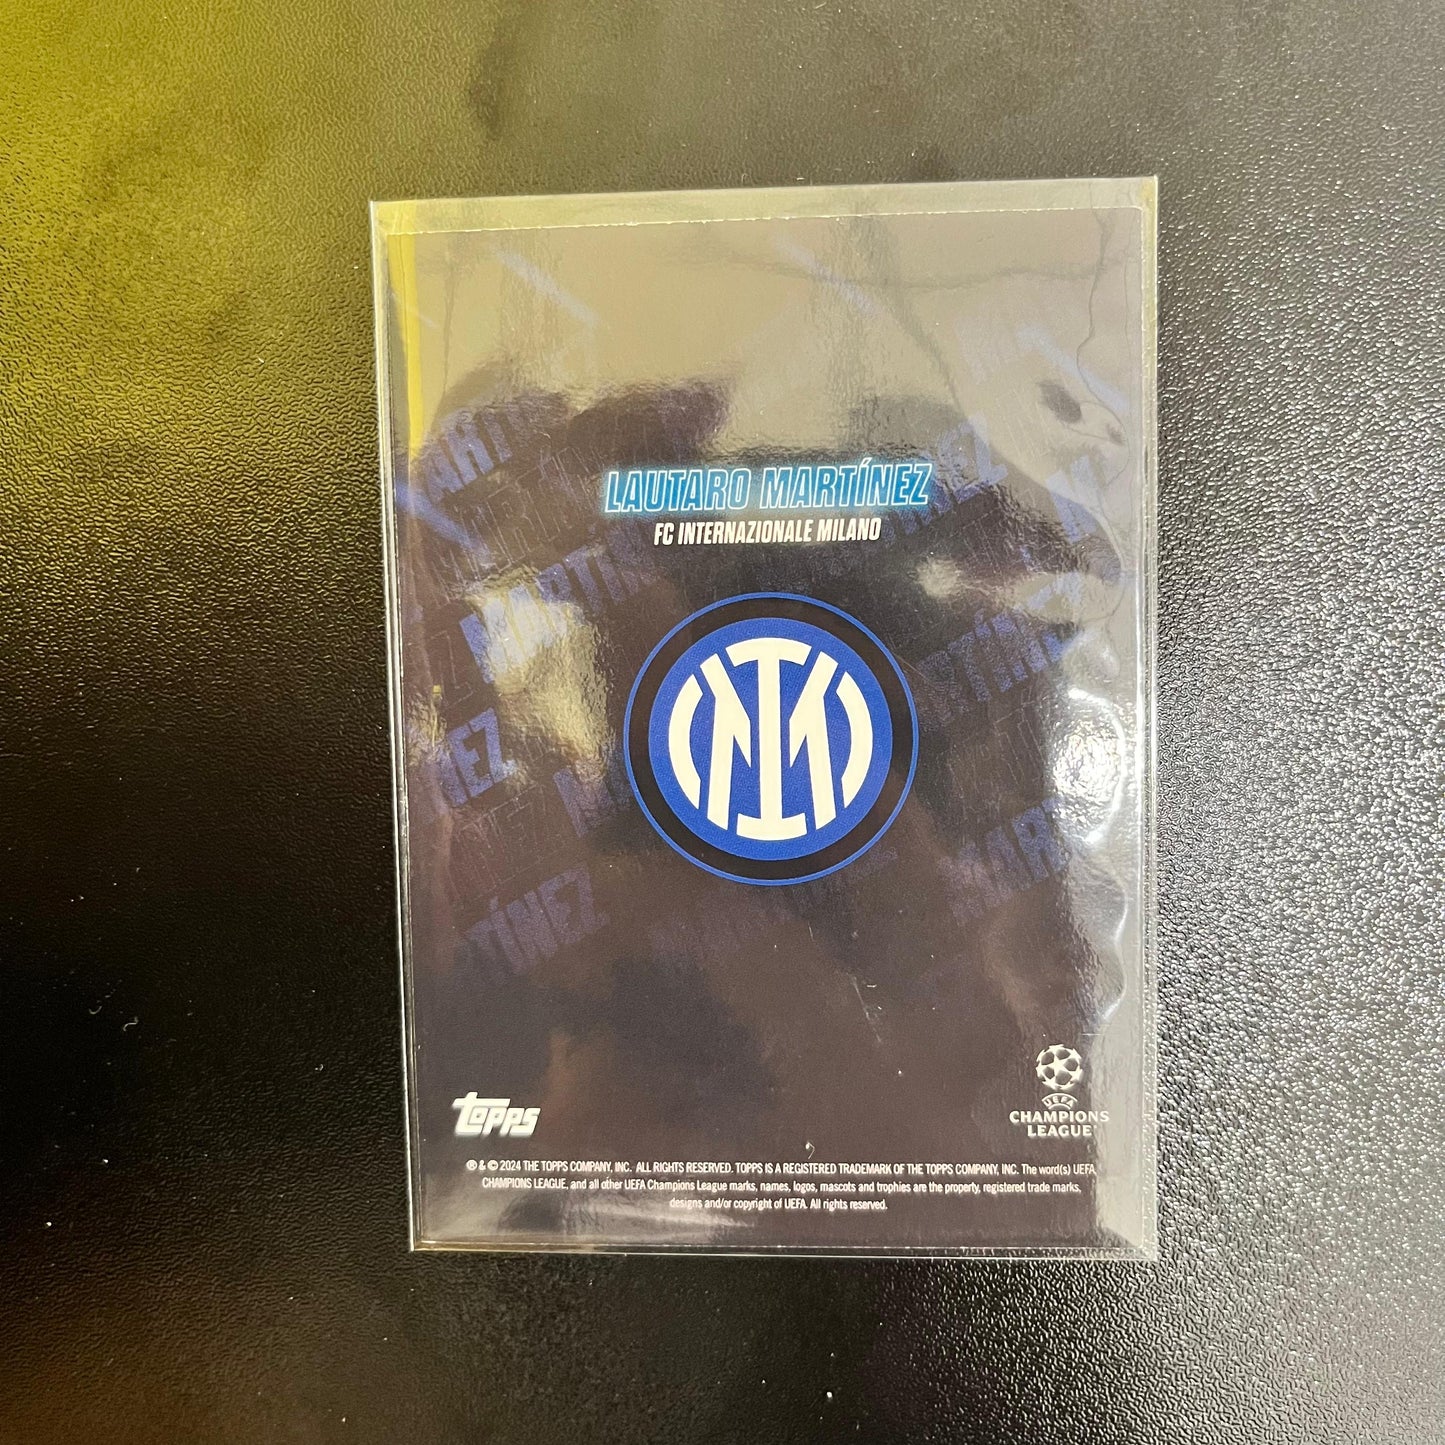 LAUTARO MARTÍNEZ
FC INTERNAZIONALE MILANO
MARTÍNEZ
MARTÍNEZ
TOPPS
UEFA
CHAMPIONS
LEAGUE
® & © 2024 THE TOPPS COMPANY, INC. ALL RIGHTS RESERVED. TOPPS IS A REGISTERED TRADEMARK OF THE TOPPS COMPANY, INC. The word(s) UEFA,
CHAMPIONS LEAGUE, and all other UEFA Champions League marks, names, logos, mascots and trophies are the property, registered trade marks,
designs and/or copyright of UEFA. All rights reserved.